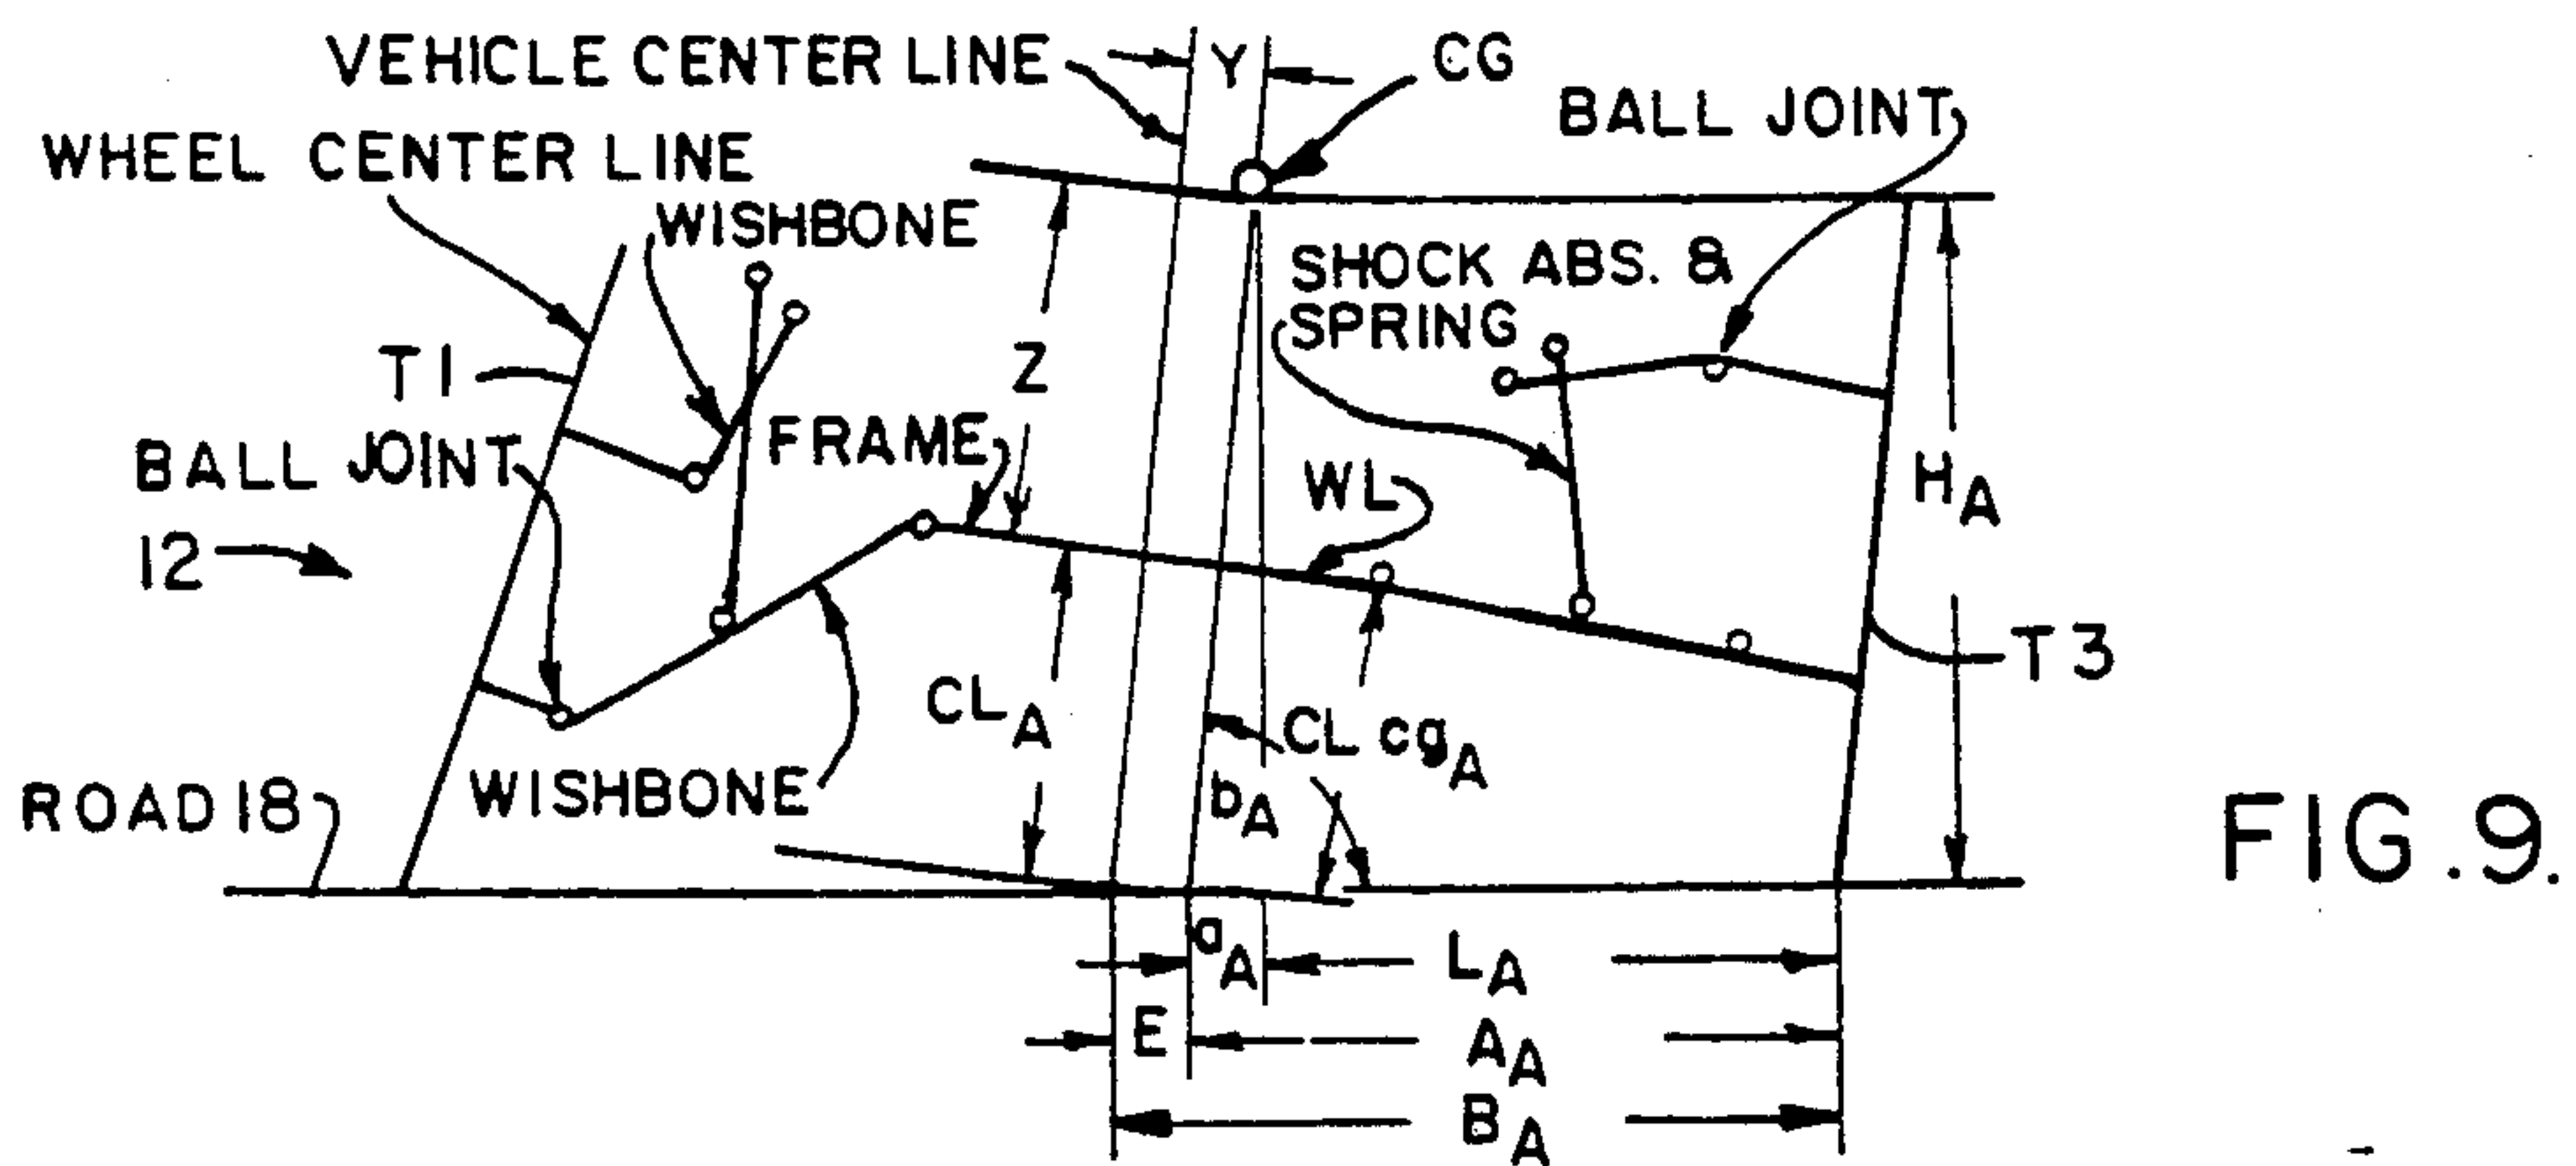 VEHICLE CENTER LINE
Y
CG
BALL JOINT
WHEEL CENTER LINE
WISHBONE
SHOCK ABS. &
SPRING
Z
T1
BALL JOINT
FRAME
WL
HA
12
T3
CLA
CL cgA
WISHBONE
bA
ROAD 18
FIG. 9.
aA
LA
E
AA
BA